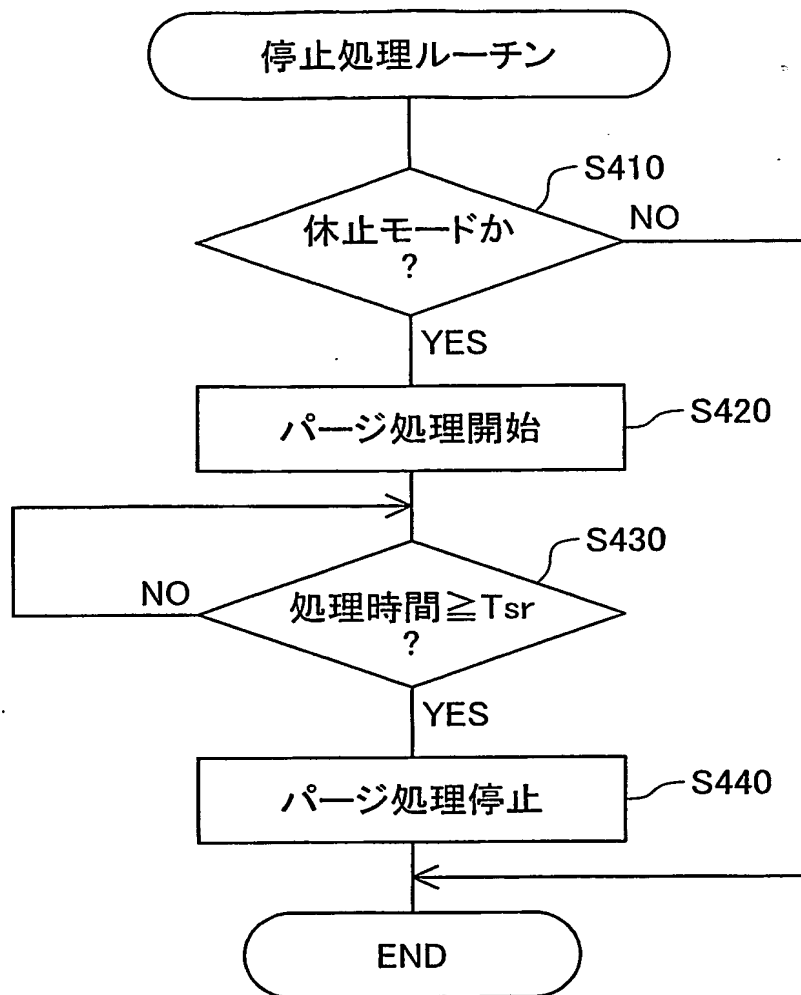 停止処理ルーチン
S410
休止モードか
?
NO
YES
パージ処理開始
S420
S430
処理時間≧Tsr
?
NO
YES
パージ処理停止
S440
END